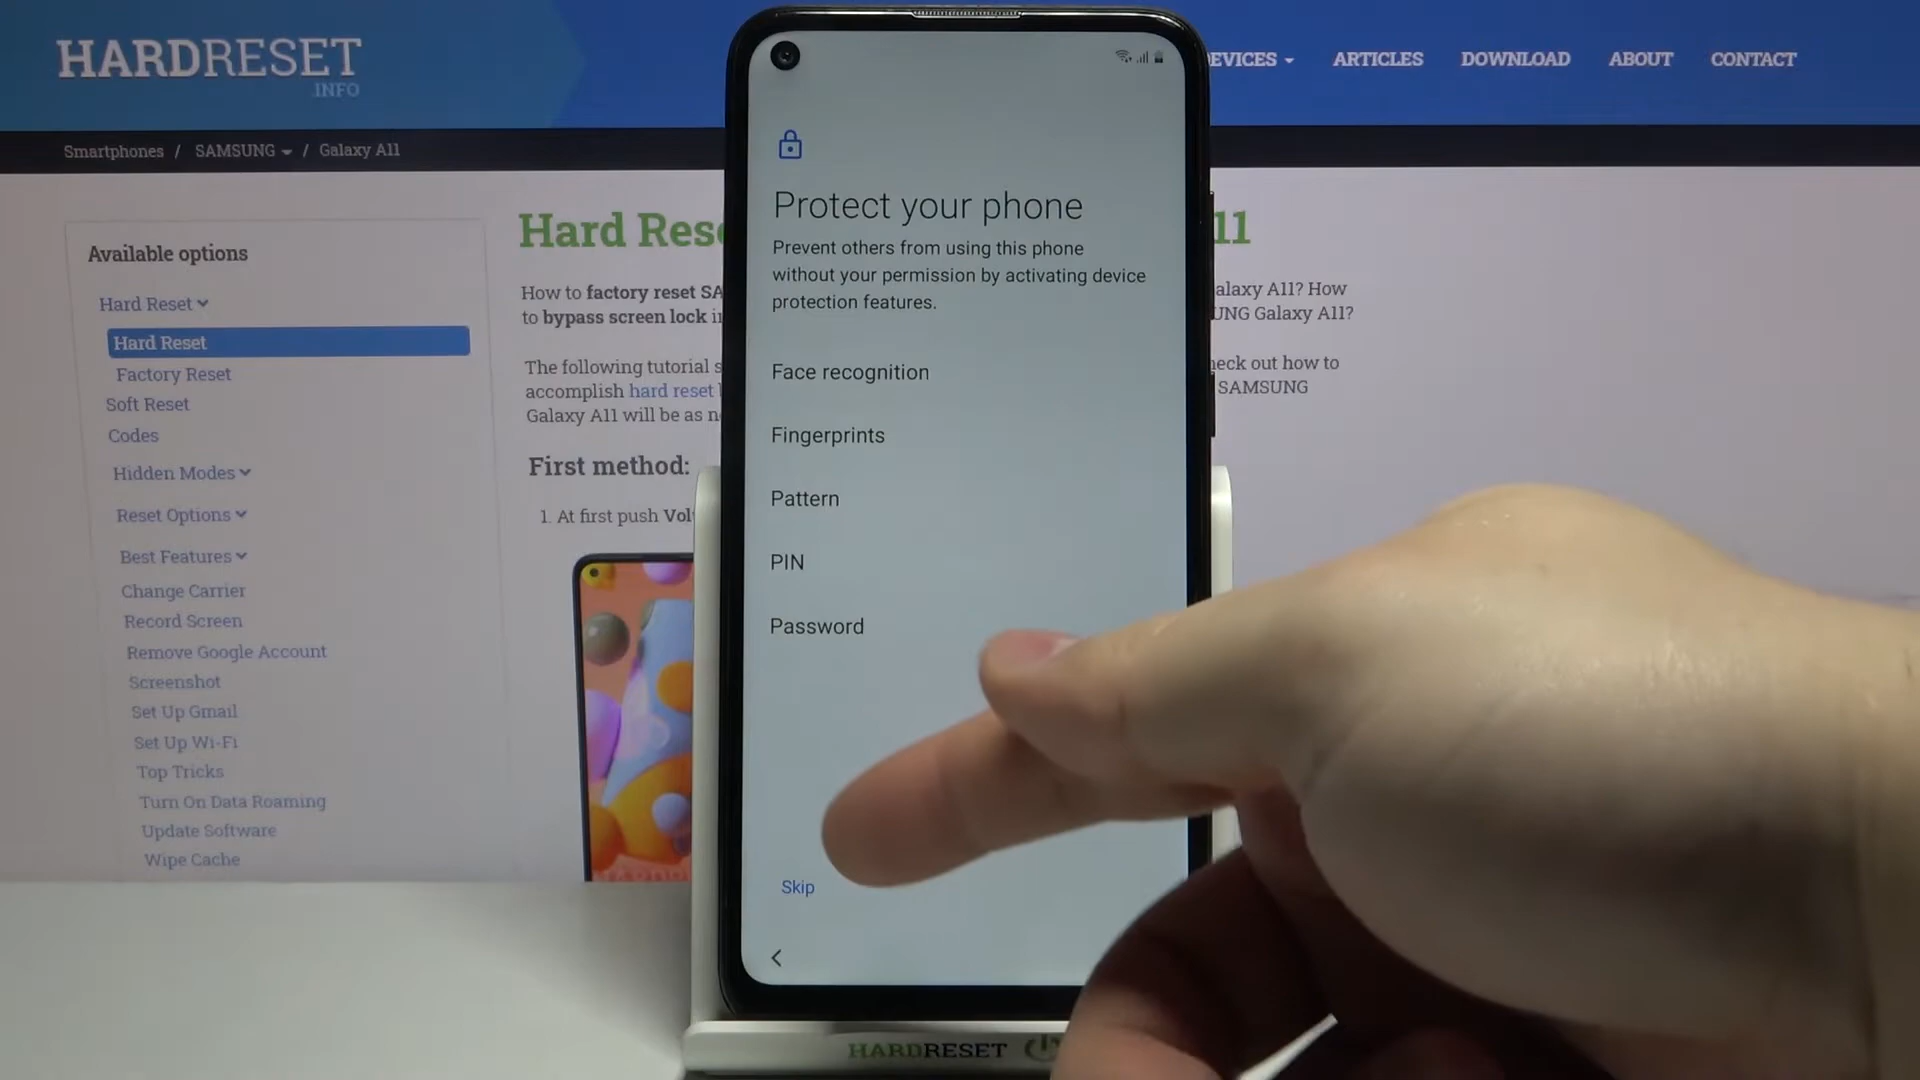 HARDRESET
.INFO
EVICES
ARTICLES
DOWNLOAD
ABOUT
CONTACT
Smartphones / SAMSUNG / Galaxy A11
Available options
Hard Reset
Hard Reset
Factory Reset
Soft Reset
Codes
Hidden Modes
Reset Options
Best Features
Change Carrier
Record Screen
Remove Google Account
Screenshot
Set Up Gmail
Set Up Wi-Fi
Top Tricks
Turn On Data Roaming
Update Software
Wipe Cache
Hard Rese 11
How to factory reset SA alaxy A11? How
to bypass screen lock i UNG Galaxy A11?
The following tutorial s heck out how to
accomplish hard reset SAMSUNG
Galaxy A11 will be as n
First method:
1. At first push Vol
Protect your phone
Prevent others from using this phone
without your permission by activating device
protection features.
Face recognition
Fingerprints
Pattern
PIN
Password
Skip
HARDRESET